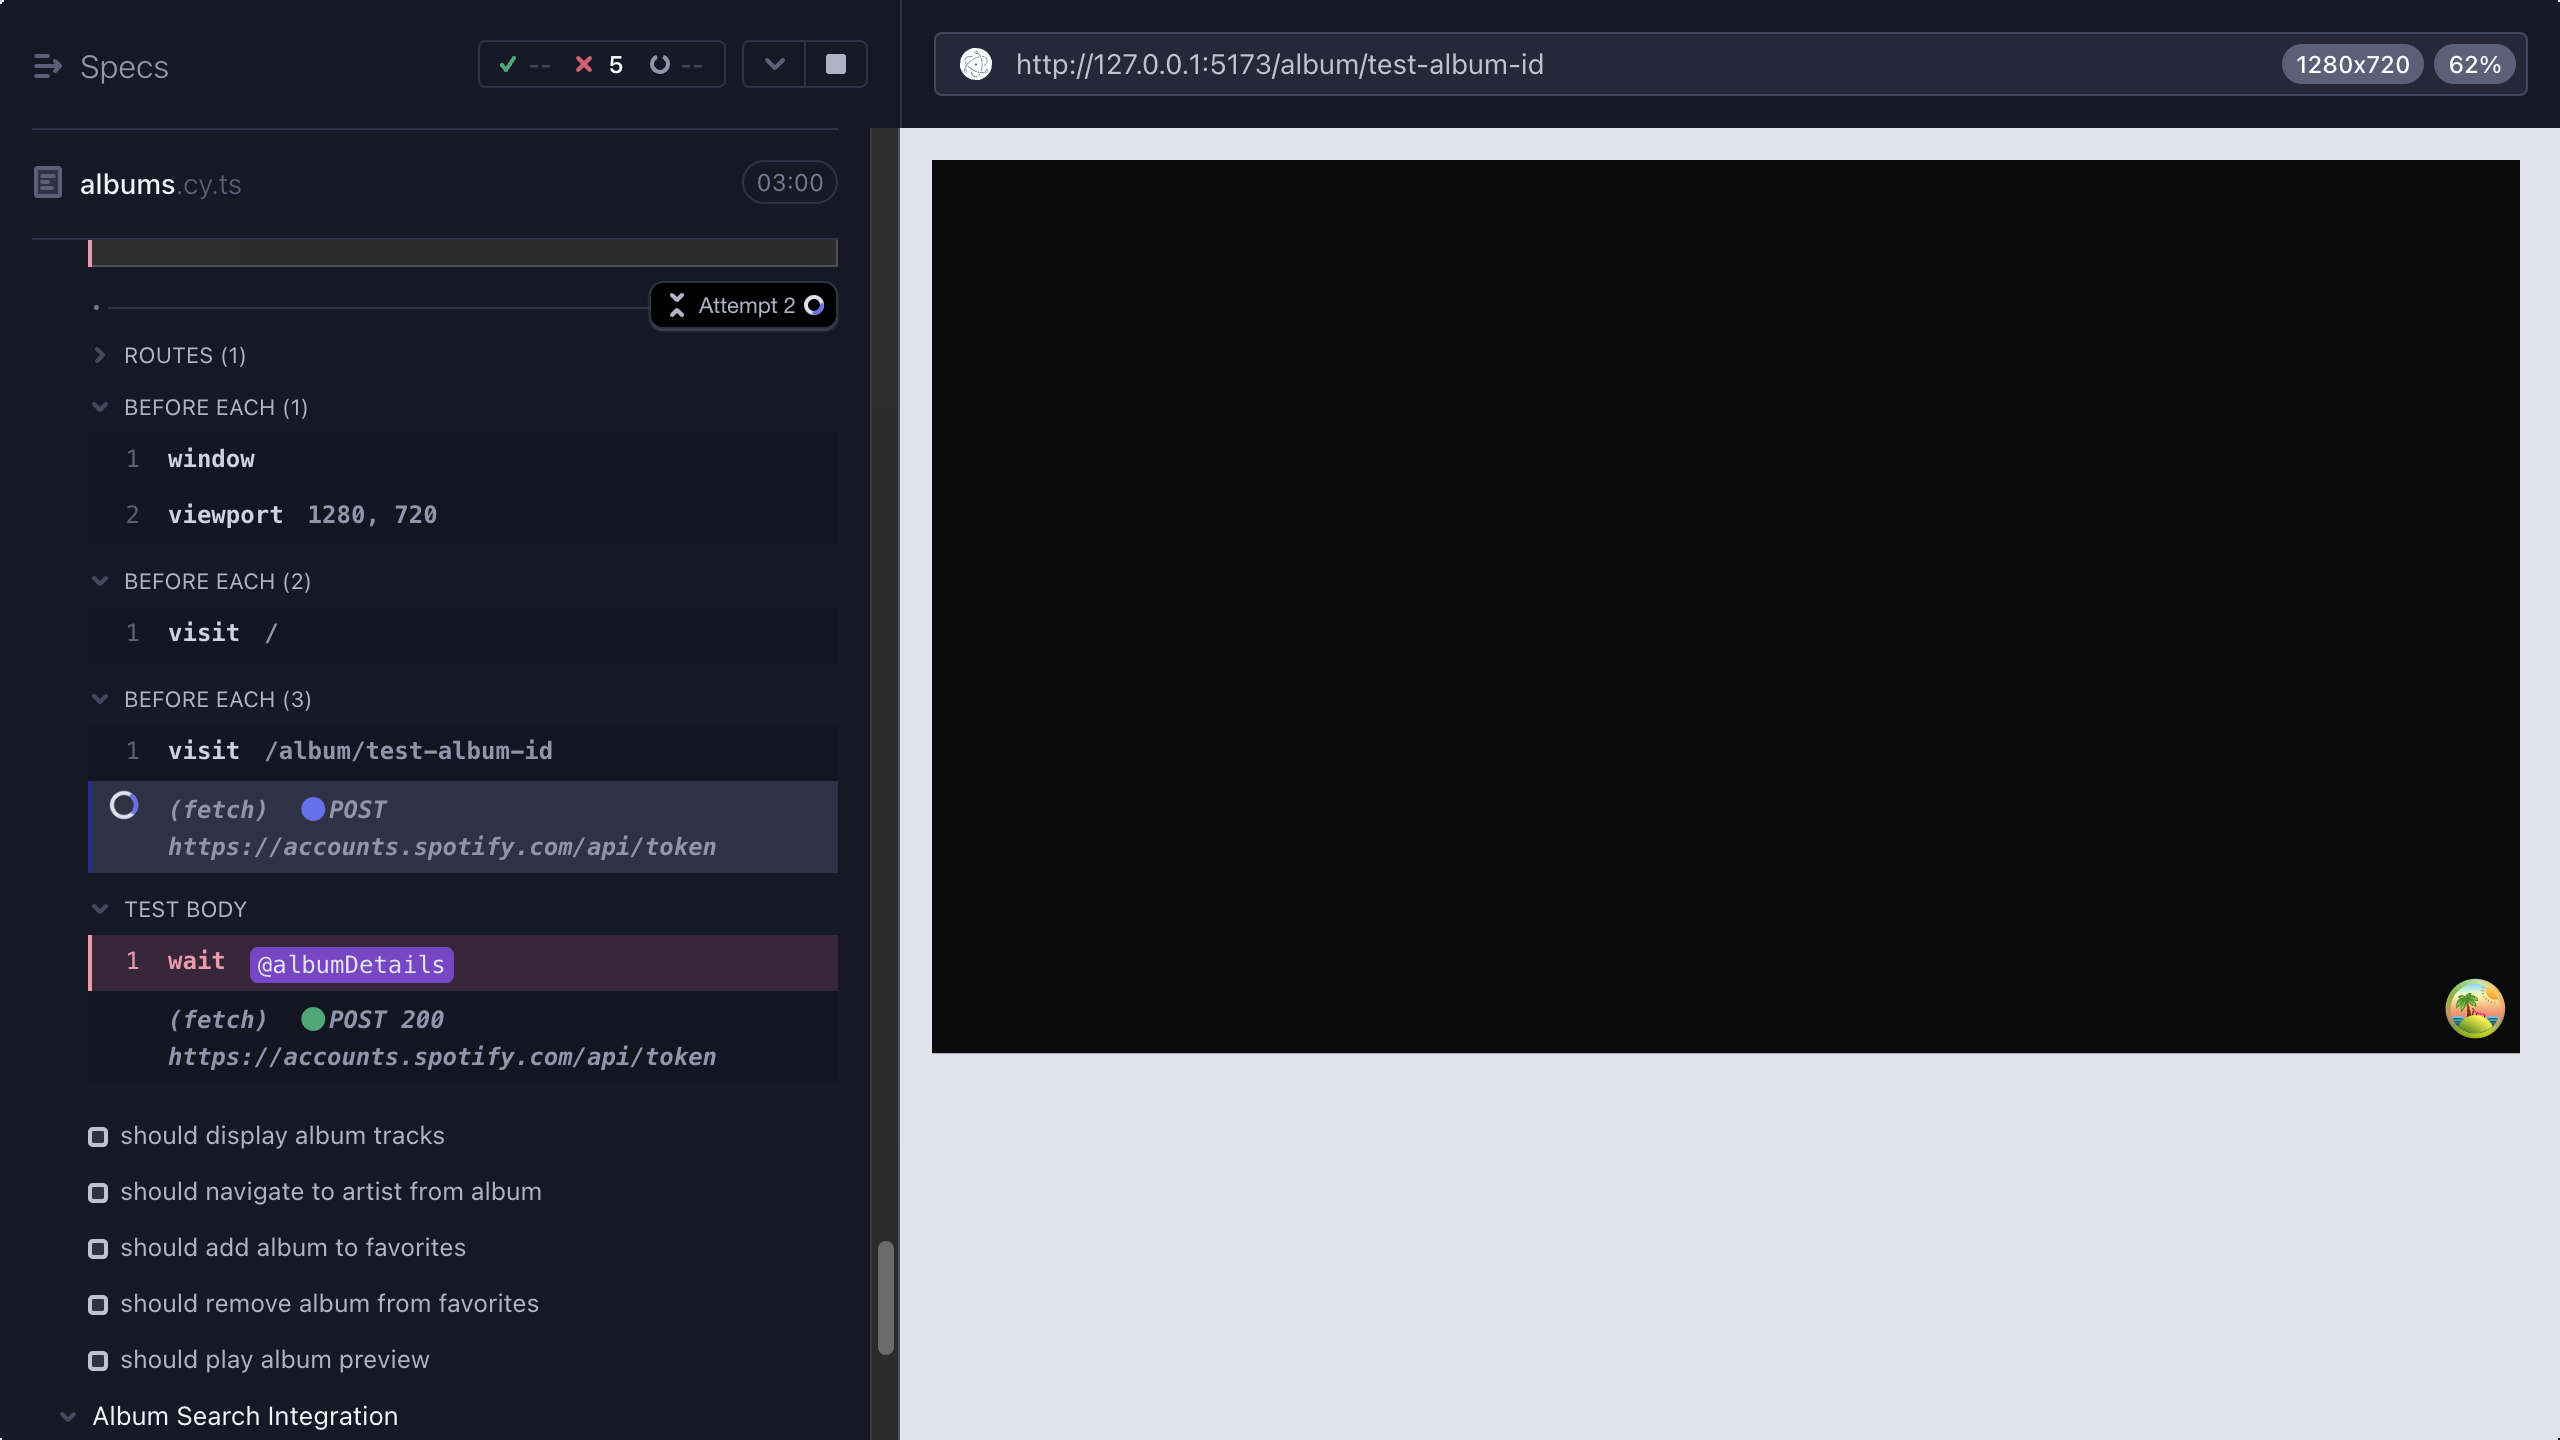 Specs
-- 5 --
http://127.0.0.1:5173/album/test-album-id
1280x720
62%
albums.cy.ts
03:00
Attempt 2
ROUTES (1)
BEFORE EACH (1)
1 window
2 viewport 1280, 720
BEFORE EACH (2)
1 visit /
BEFORE EACH (3)
1 visit /album/test-album-id
(fetch) POST
https://accounts.spotify.com/api/token
TEST BODY
1 wait @albumDetails
(fetch) POST 200
https://accounts.spotify.com/api/token
should display album tracks
should navigate to artist from album
should add album to favorites
should remove album from favorites
should play album preview
Album Search Integration